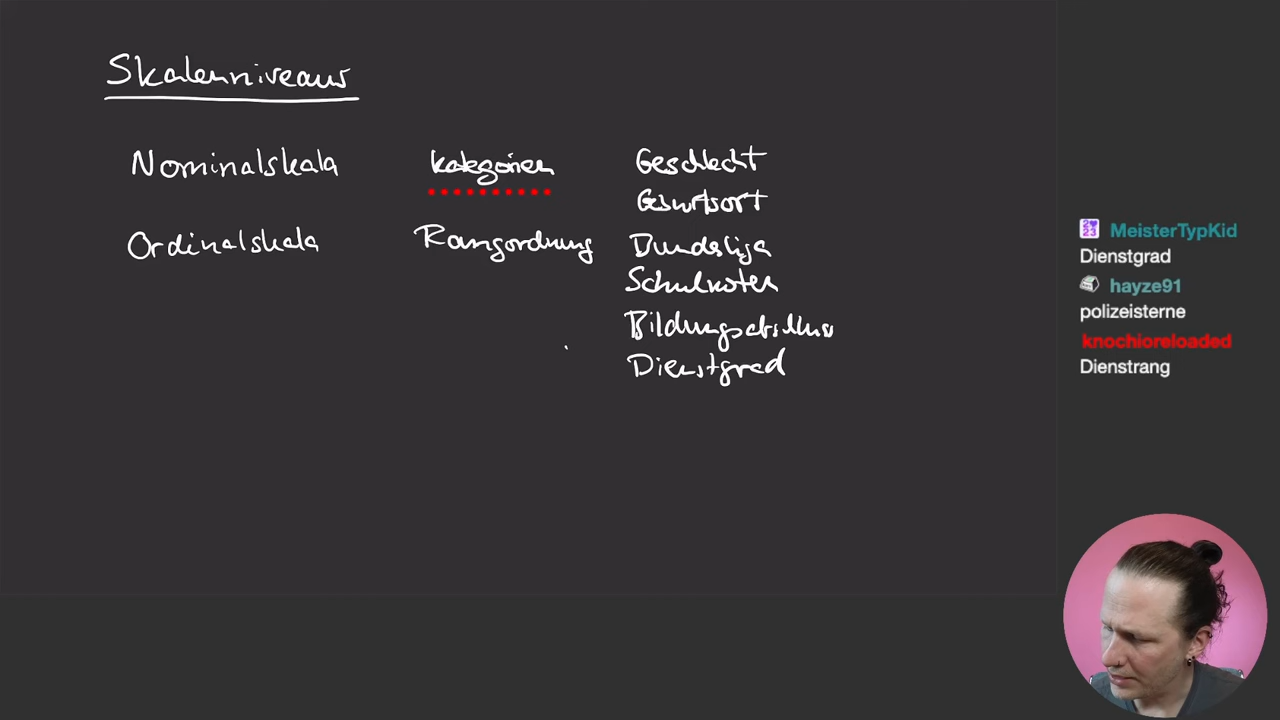 Skalenniveaus
Nominalskala Kategorien Geschlecht
Geburtsort
Ordinalskala Rangordnung Bundesliga
Schulnoten
Bildungsabschluss
Dienstgrad
MeisterTypKid
Dienstgrad
hayze91
polizeisterne
knochioreloaded
Dienstrang